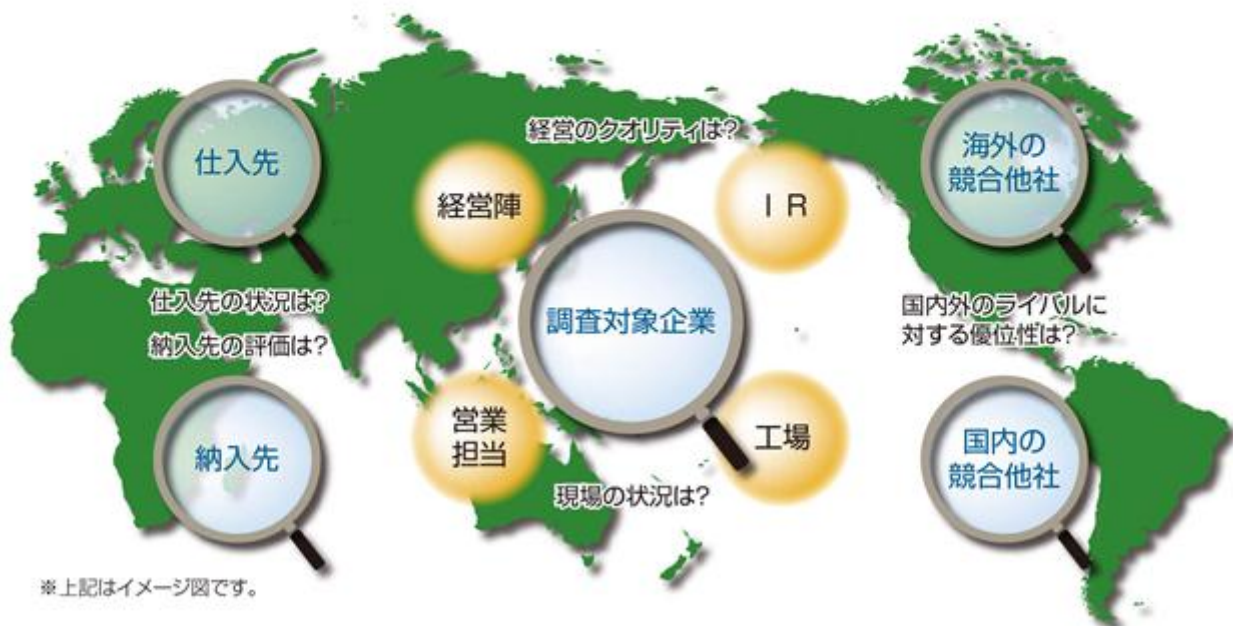 経営のクオリティは?
仕入先
経営陣
ＩＲ
海外の
競合他社
調査対象企業
仕入先の状況は?
納入先の評価は?
国内外のライバルに
対する優位性は?
納入先
営業
担当
工場
国内の
競合他社
現場の状況は?
※上記はイメージ図です。